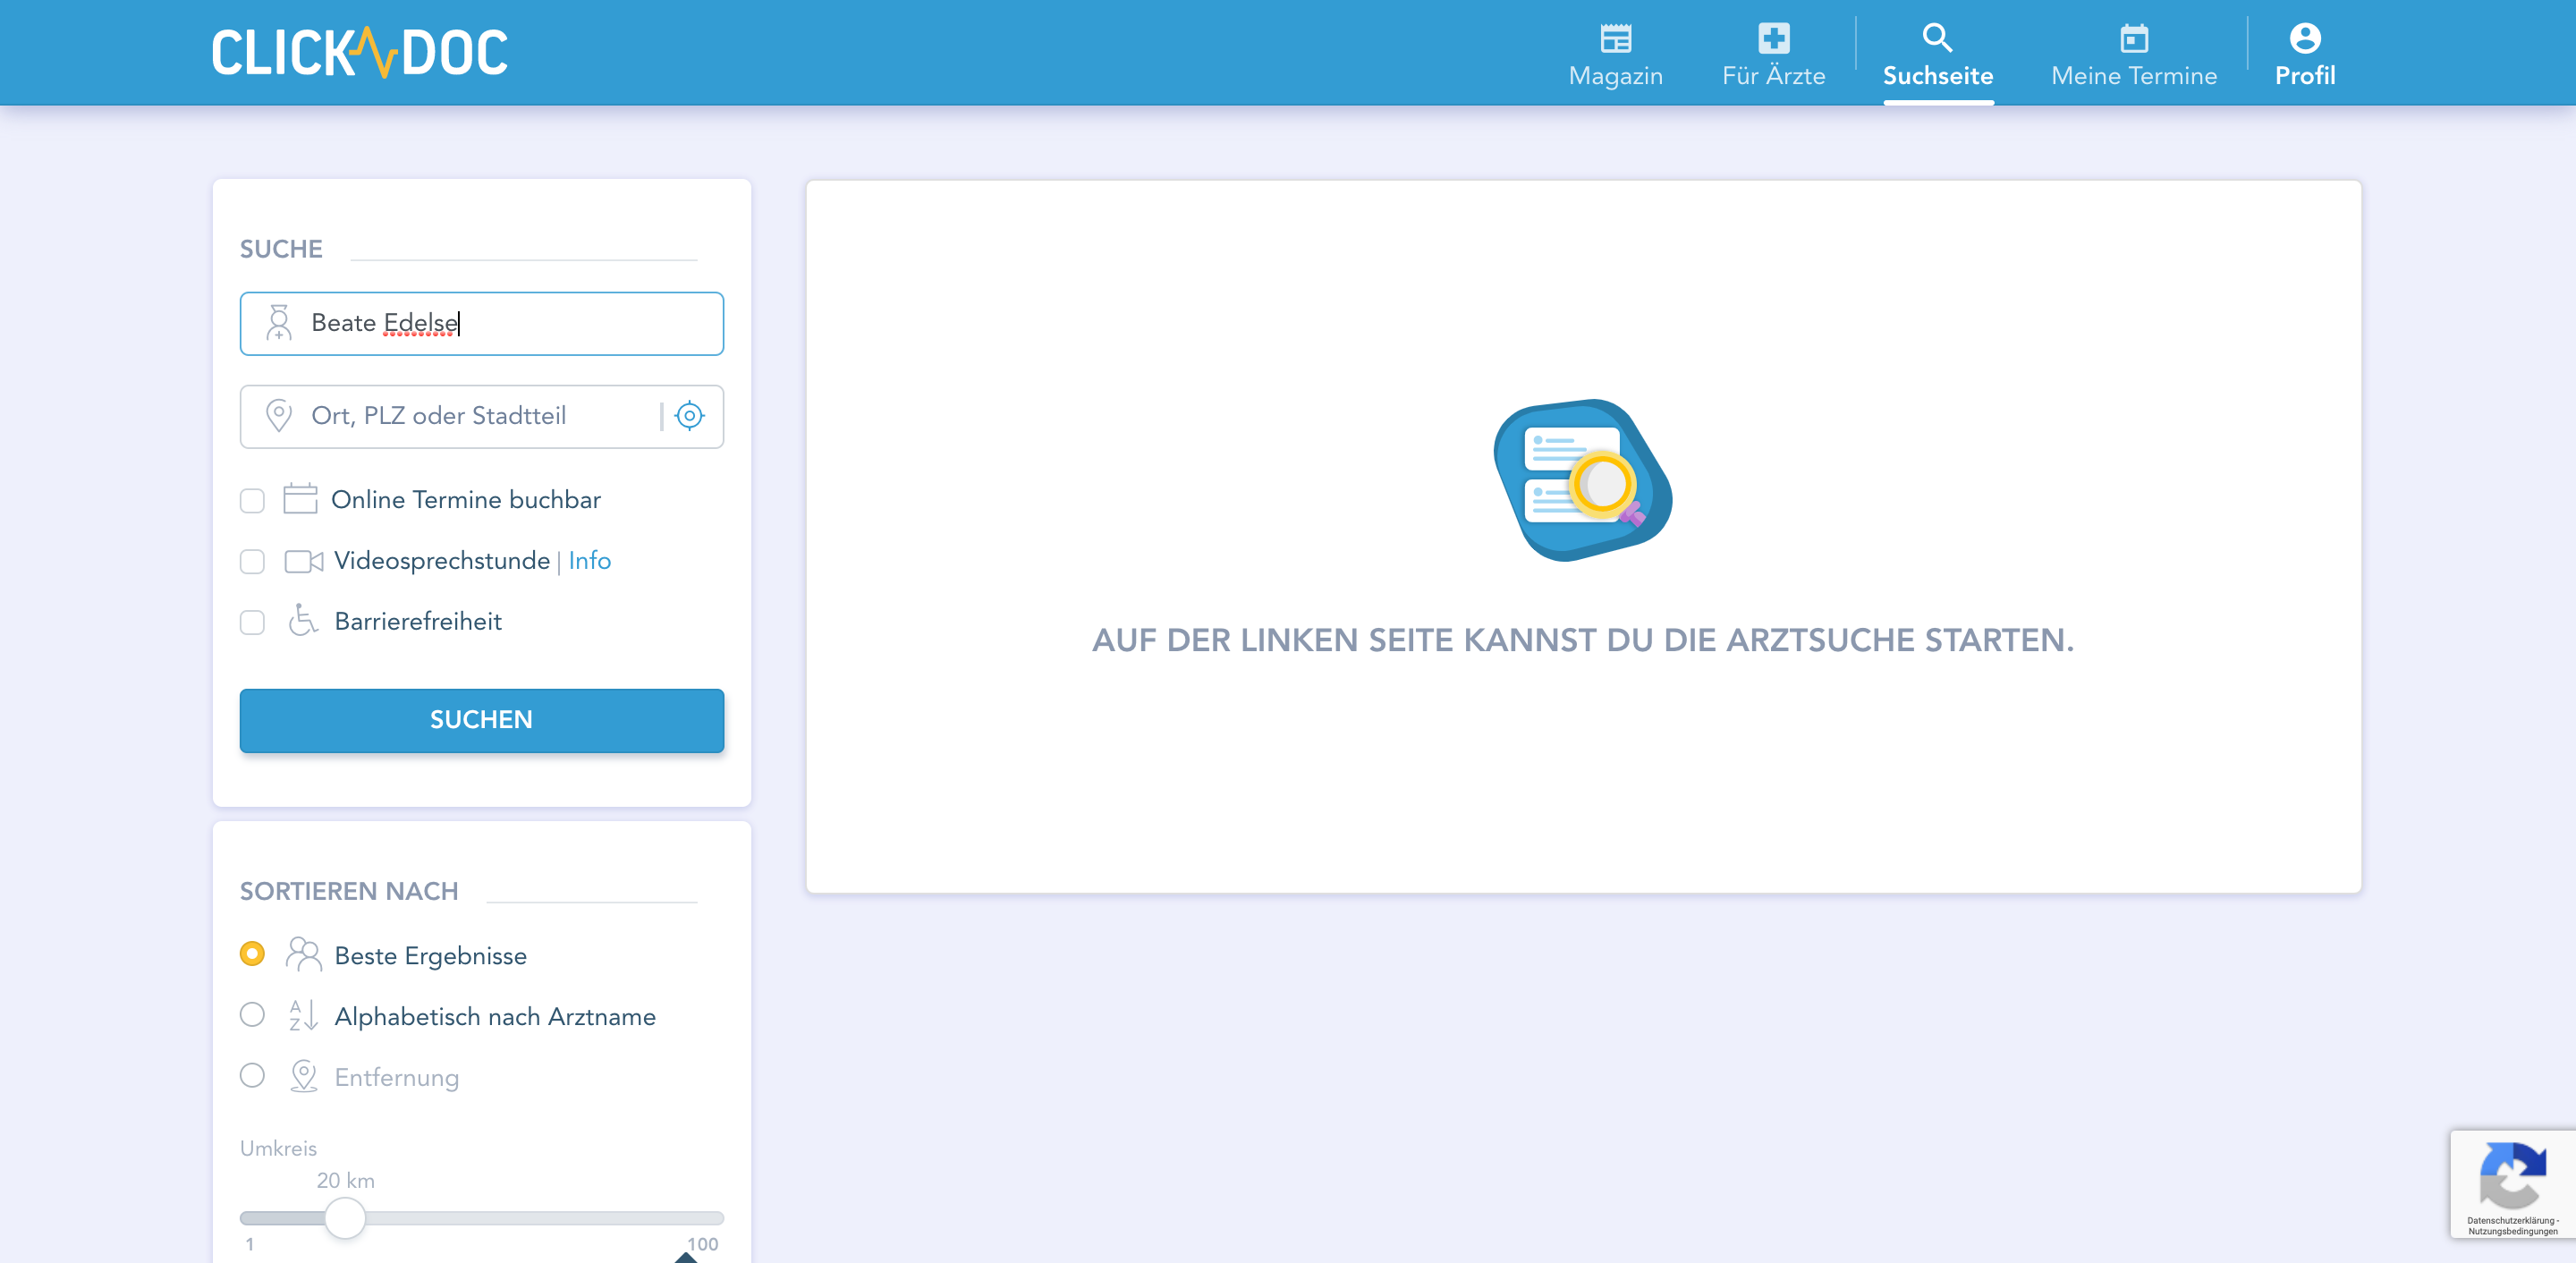 CLICK DOC
Magazin
Für Ärzte
Suchseite
Meine Termine
Profil
SUCHE
Beate Edelse
Ort, PLZ oder Stadtteil
Online Termine buchbar
Videosprechstunde | Info
Barrierefreiheit
SUCHEN
AUF DER LINKEN SEITE KANNST DU DIE ARZTSUCHE STARTEN.
SORTIEREN NACH
Beste Ergebnisse
A
Z
Alphabetisch nach Arztname
Entfernung
Umkreis
20 km
1
100
Datenschutzerklärung -
Nutzungsbedingungen